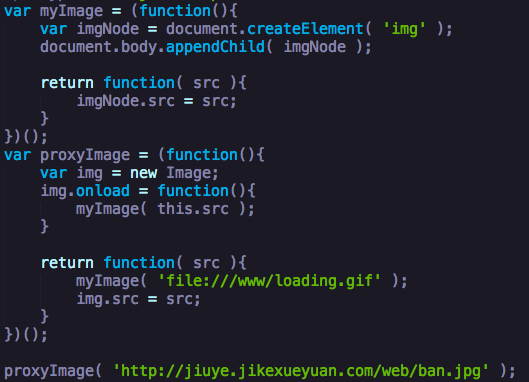 var myImage = (function(){
    var imgNode = document.createElement( 'img' );
    document.body.appendChild( imgNode );

    return function( src ){
        imgNode.src = src;
    }
})();
var proxyImage = (function(){
    var img = new Image;
    img.onload = function(){
        myImage( this.src );
    }

    return function( src ){
        myImage( 'file:///www/loading.gif' );
        img.src = src;
    }
})();

proxyImage( 'http://jiuye.jikexueyuan.com/web/ban.jpg' );